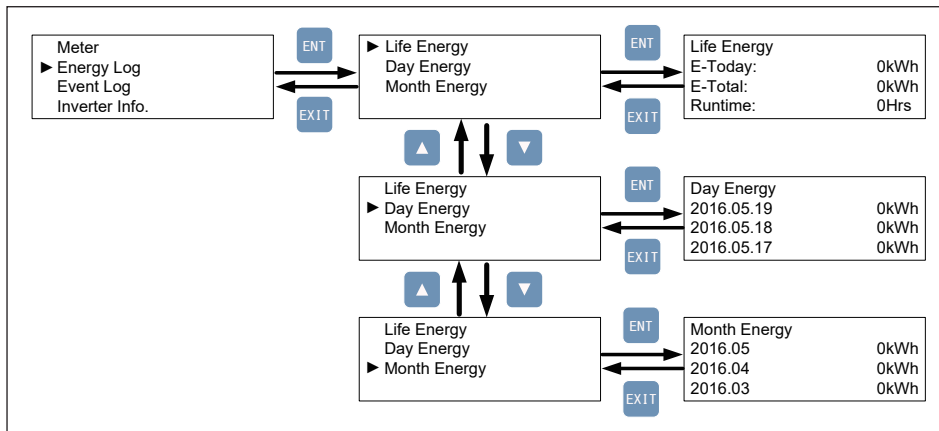 Meter
▶ Energy Log
Event Log
Inverter Info.
ENT
EXIT
▶ Life Energy
Day Energy
Month Energy
ENT
EXIT
Life Energy
E-Today: 0kWh
E-Total: 0kWh
Runtime: 0Hrs
▲ ▼
Life Energy
▶ Day Energy
Month Energy
ENT
EXIT
Day Energy
2016.05.19 0kWh
2016.05.18 0kWh
2016.05.17 0kWh
▲ ▼
Life Energy
Day Energy
▶ Month Energy
ENT
EXIT
Month Energy
2016.05 0kWh
2016.04 0kWh
2016.03 0kWh